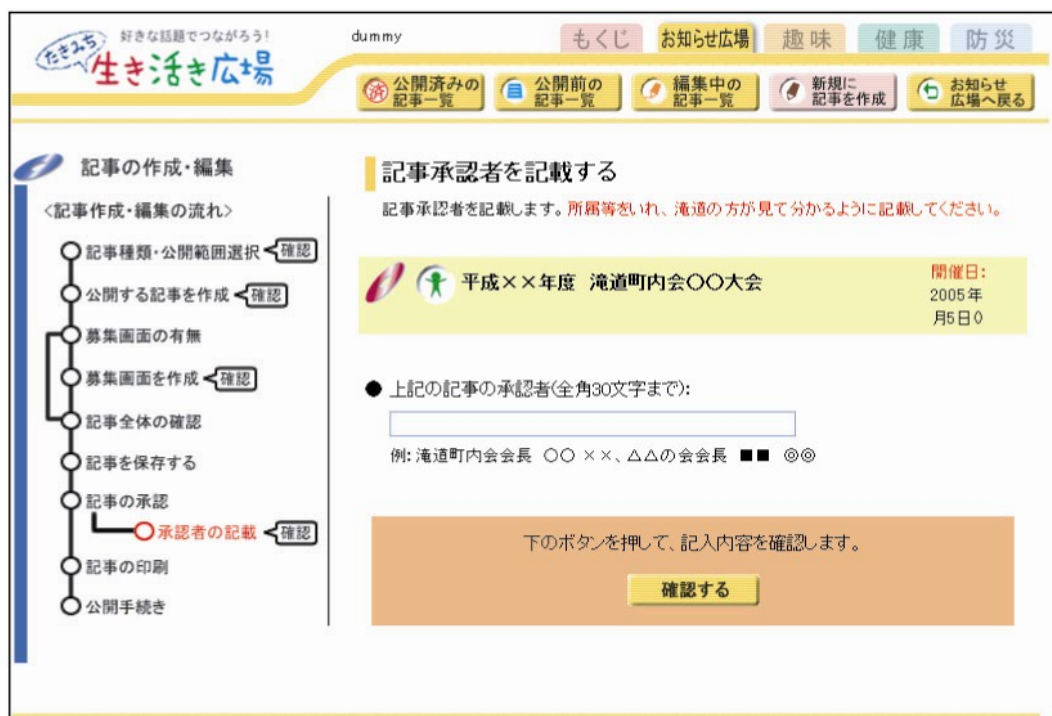 たきみち
好きな話題でつながろう!
生き活き広場
dummy
もくじ
お知らせ広場
趣味
健康
防災
済
公開済みの
記事一覧
公開前の
記事一覧
編集中の
記事一覧
新規に
記事を作成
お知らせ
広場へ戻る
記事の作成・編集
<記事作成・編集の流れ>
記事種類・公開範囲選択 確認
公開する記事を作成 確認
募集画面の有無
募集画面を作成 確認
記事全体の確認
記事を保存する
記事の承認
承認者の記載 確認
記事の印刷
公開手続き
記事承認者を記載する
記事承認者を記載します。所属等をいれ、滝道の方が見て分かるように記載してください。
平成××年度 滝道町内会〇〇大会
開催日:
2005年
月5日()
● 上記の記事の承認者(全角30文字まで):
例: 滝道町内会会長 〇〇 ××、△△の会会長 ■■ ◎◎
下のボタンを押して、記入内容を確認します。
確認する